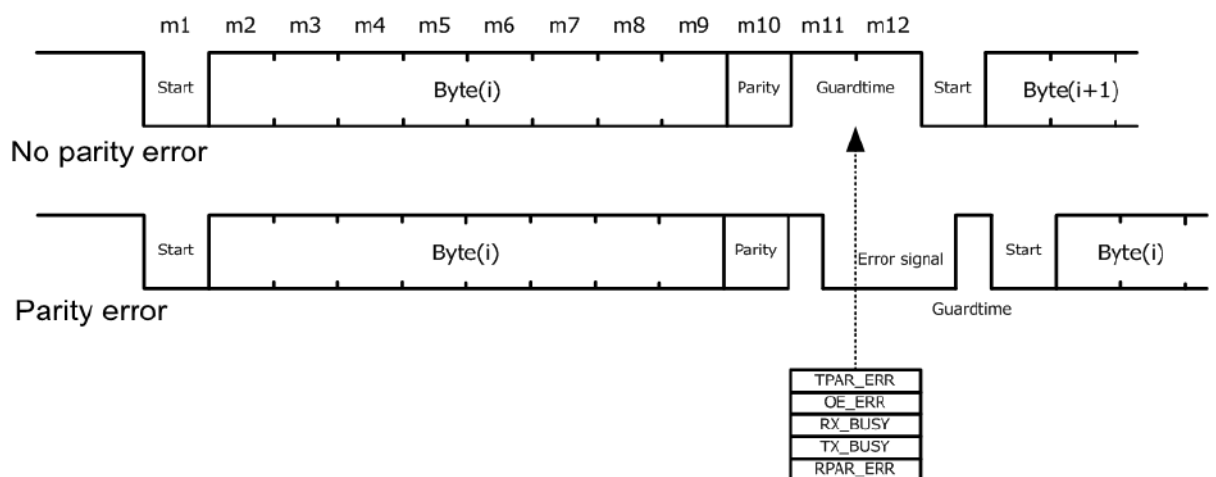 m1 m2 m3 m4 m5 m6 m7 m8 m9 m10 m11 m12
Start Byte(i) Parity Guardtime Start Byte(i+1)
No parity error
Start Byte(i) Parity Error signal Start Byte(i)
Parity error Guardtime
TPAR_ERR
OE_ERR
RX_BUSY
TX_BUSY
RPAR_ERR